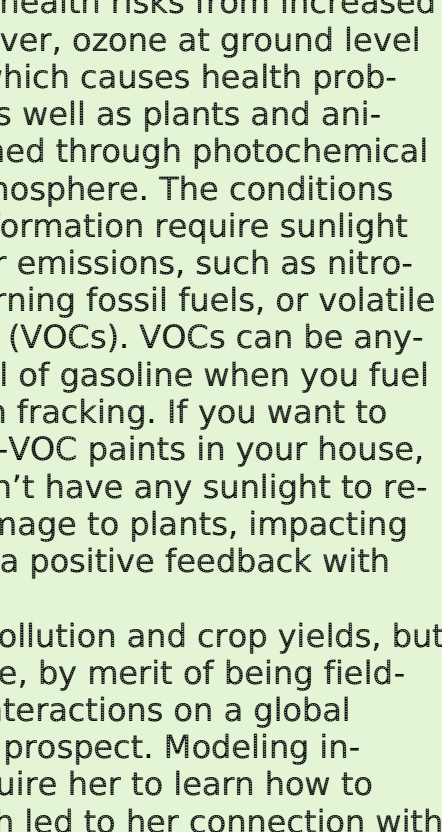 health risks from increased
ver, ozone at ground level
which causes health prob-
s well as plants and ani-
ned through photochemical
nosphere. The conditions
formation require sunlight
r emissions, such as nitro-
rning fossil fuels, or volatile
(VOCs). VOCs can be any-
l of gasoline when you fuel
n fracking. If you want to
-VOC paints in your house,
n’t have any sunlight to re-
mage to plants, impacting
a positive feedback with
ollution and crop yields, but
e, by merit of being field-
nteractions on a global
prospect. Modeling in-
uire her to learn how to
h led to her connection with